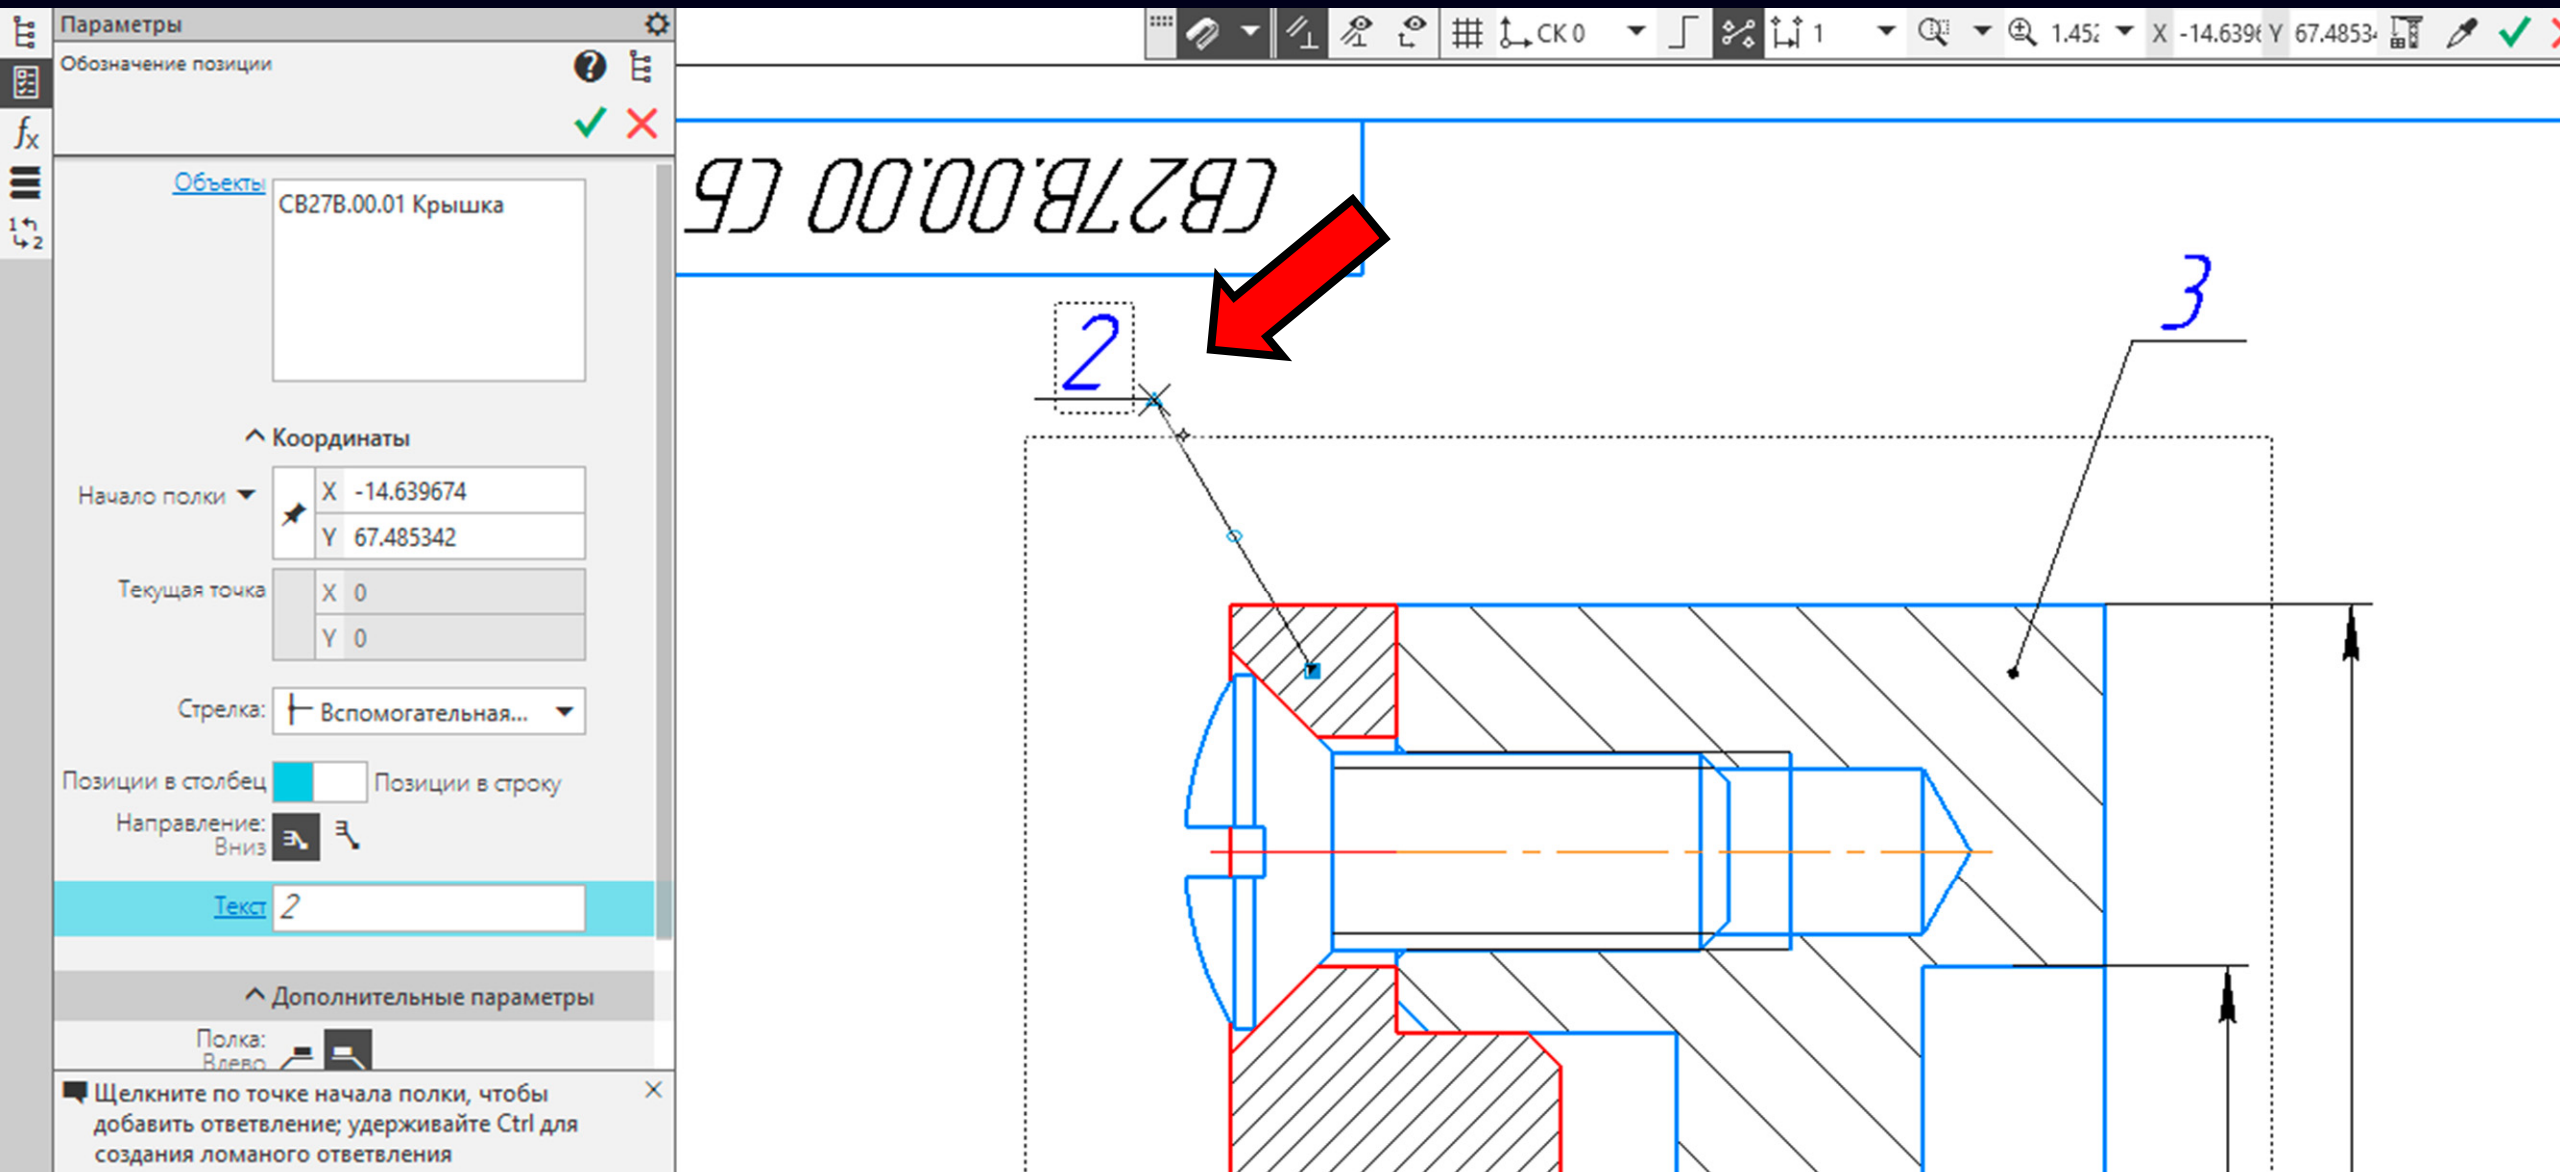 Параметры
Обозначение позиции
Объекты
СВ27В.00.01 Крышка
Координаты
Начало полки
X -14.639674
Y 67.485342
Текущая точка
X 0
Y 0
Стрелка:
Вспомогательная...
Позиции в столбец
Позиции в строку
Направление:
Вниз
Текст
2
Дополнительные параметры
Полка:
Влево
Щелкните по точке начала полки, чтобы
добавить ответвление; удерживайте Ctrl для
создания ломаного ответвления
СК 0
1
1.452
X -14.6396
Y 67.4853
СВ27В.00.00 СБ
2
3